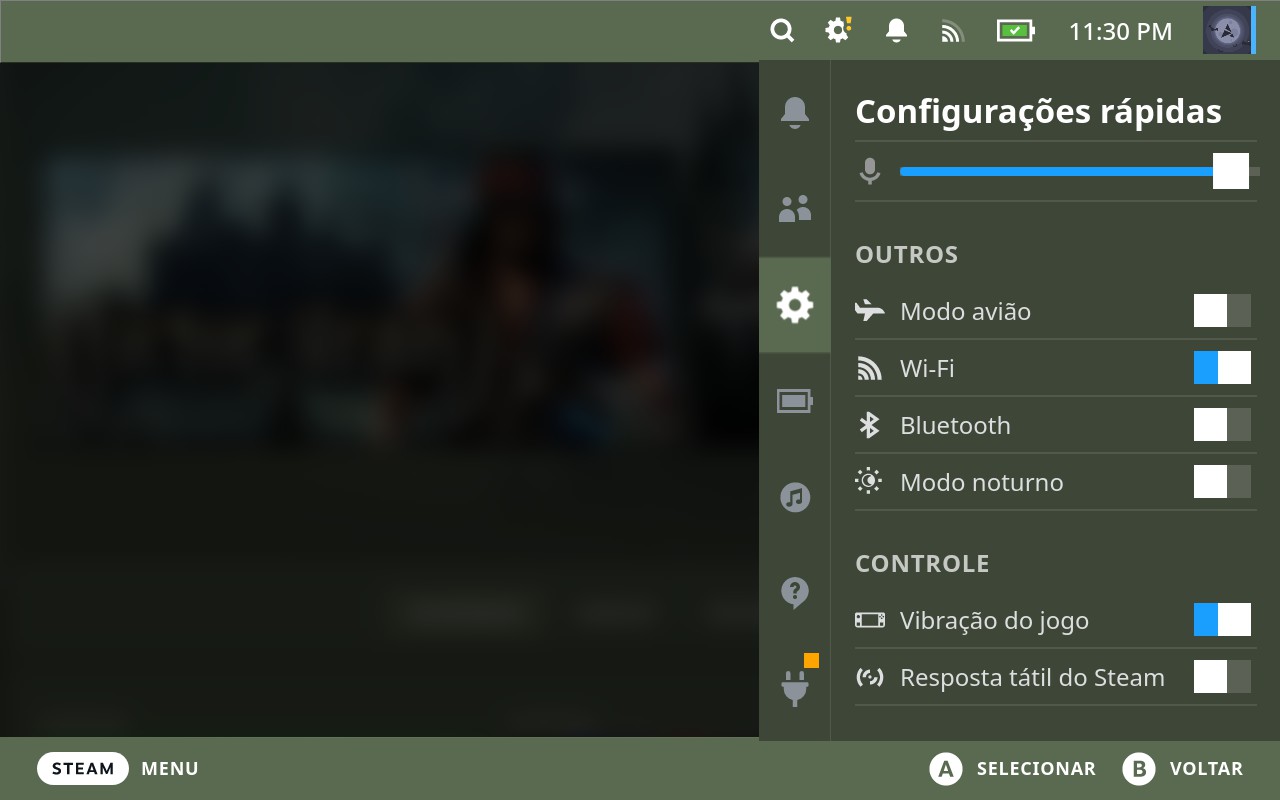 11:30 PM
Configurações rápidas
OUTROS
Modo avião
Wi-Fi
Bluetooth
Modo noturno
CONTROLE
Vibração do jogo
Resposta tátil do Steam
STEAM MENU
A SELECIONAR B VOLTAR